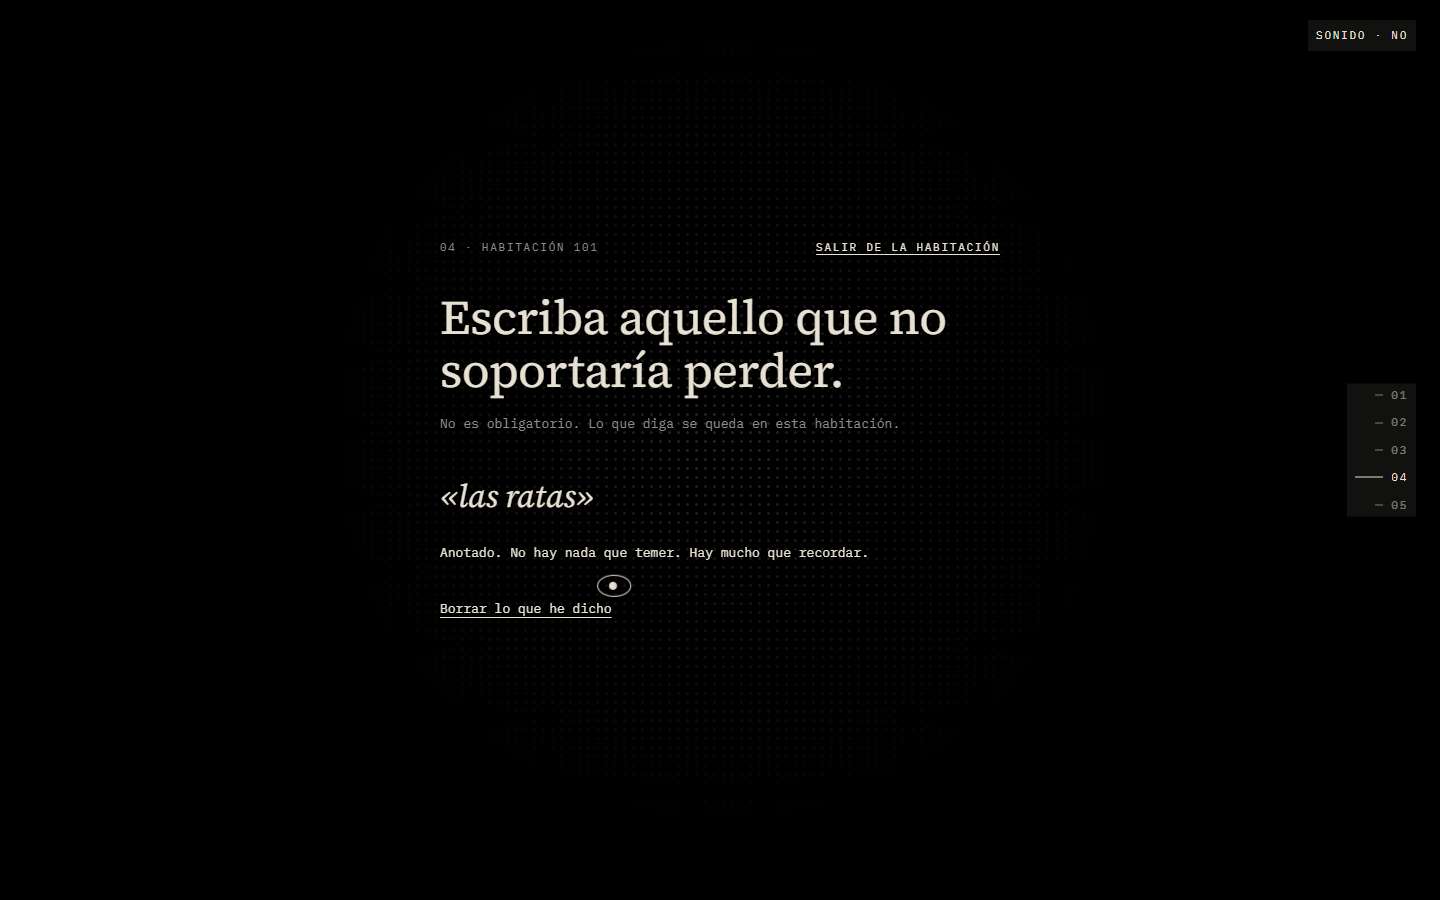 SONIDO · NO
04 · HABITACIÓN 101
SALIR DE LA HABITACIÓN
Escriba aquello que no
soportaría perder.
No es obligatorio. Lo que diga se queda en esta habitación.
«las ratas»
Anotado. No hay nada que temer. Hay mucho que recordar.
Borrar lo que he dicho
01
02
03
04
05